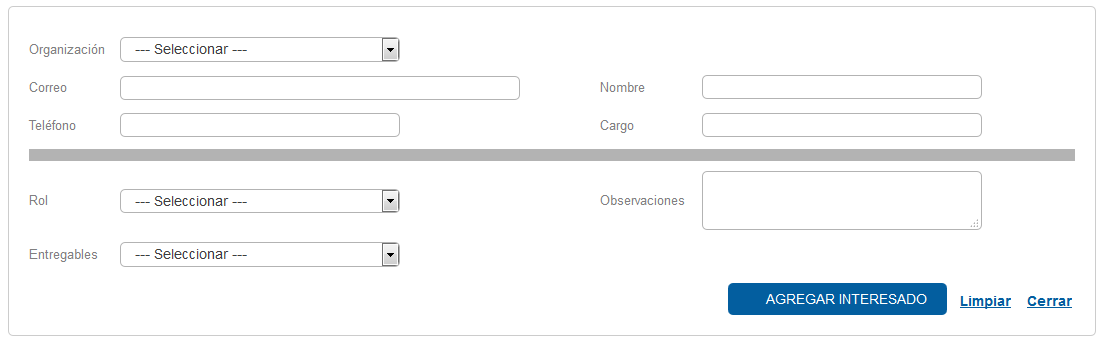 Organización --- Seleccionar ---
Correo Nombre
Teléfono Cargo
Rol --- Seleccionar --- Observaciones
Entregables --- Seleccionar ---
AGREGAR INTERESADO Limpiar Cerrar